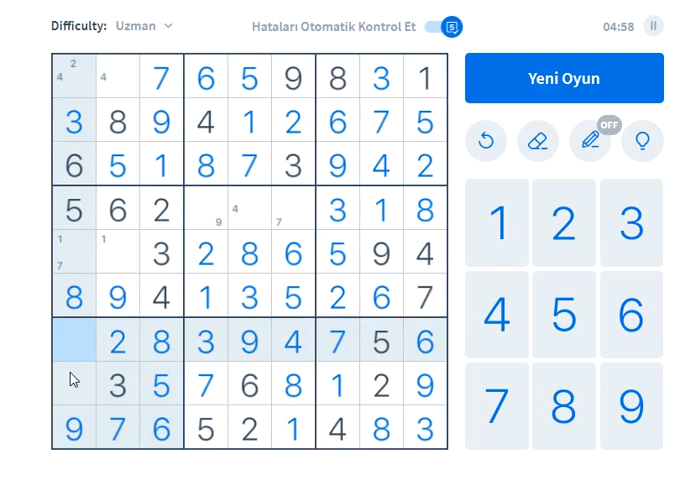 Difficulty: Uzman Hataları Otomatik Kontrol Et 5 04:58
2
4 4 7 6 5 9 8 3 1
Yeni Oyun
3 8 9 4 1 2 6 7 5
OFF
6 5 1 8 7 3 9 4 2
5 6 2 9 4 7 3 1 8
1 2 3
1 7 1 3 2 8 6 5 9 4
8 9 4 1 3 5 2 6 7
4 5 6
2 8 3 9 4 7 5 6
3 5 7 6 8 1 2 9
7 8 9
9 7 6 5 2 1 4 8 3